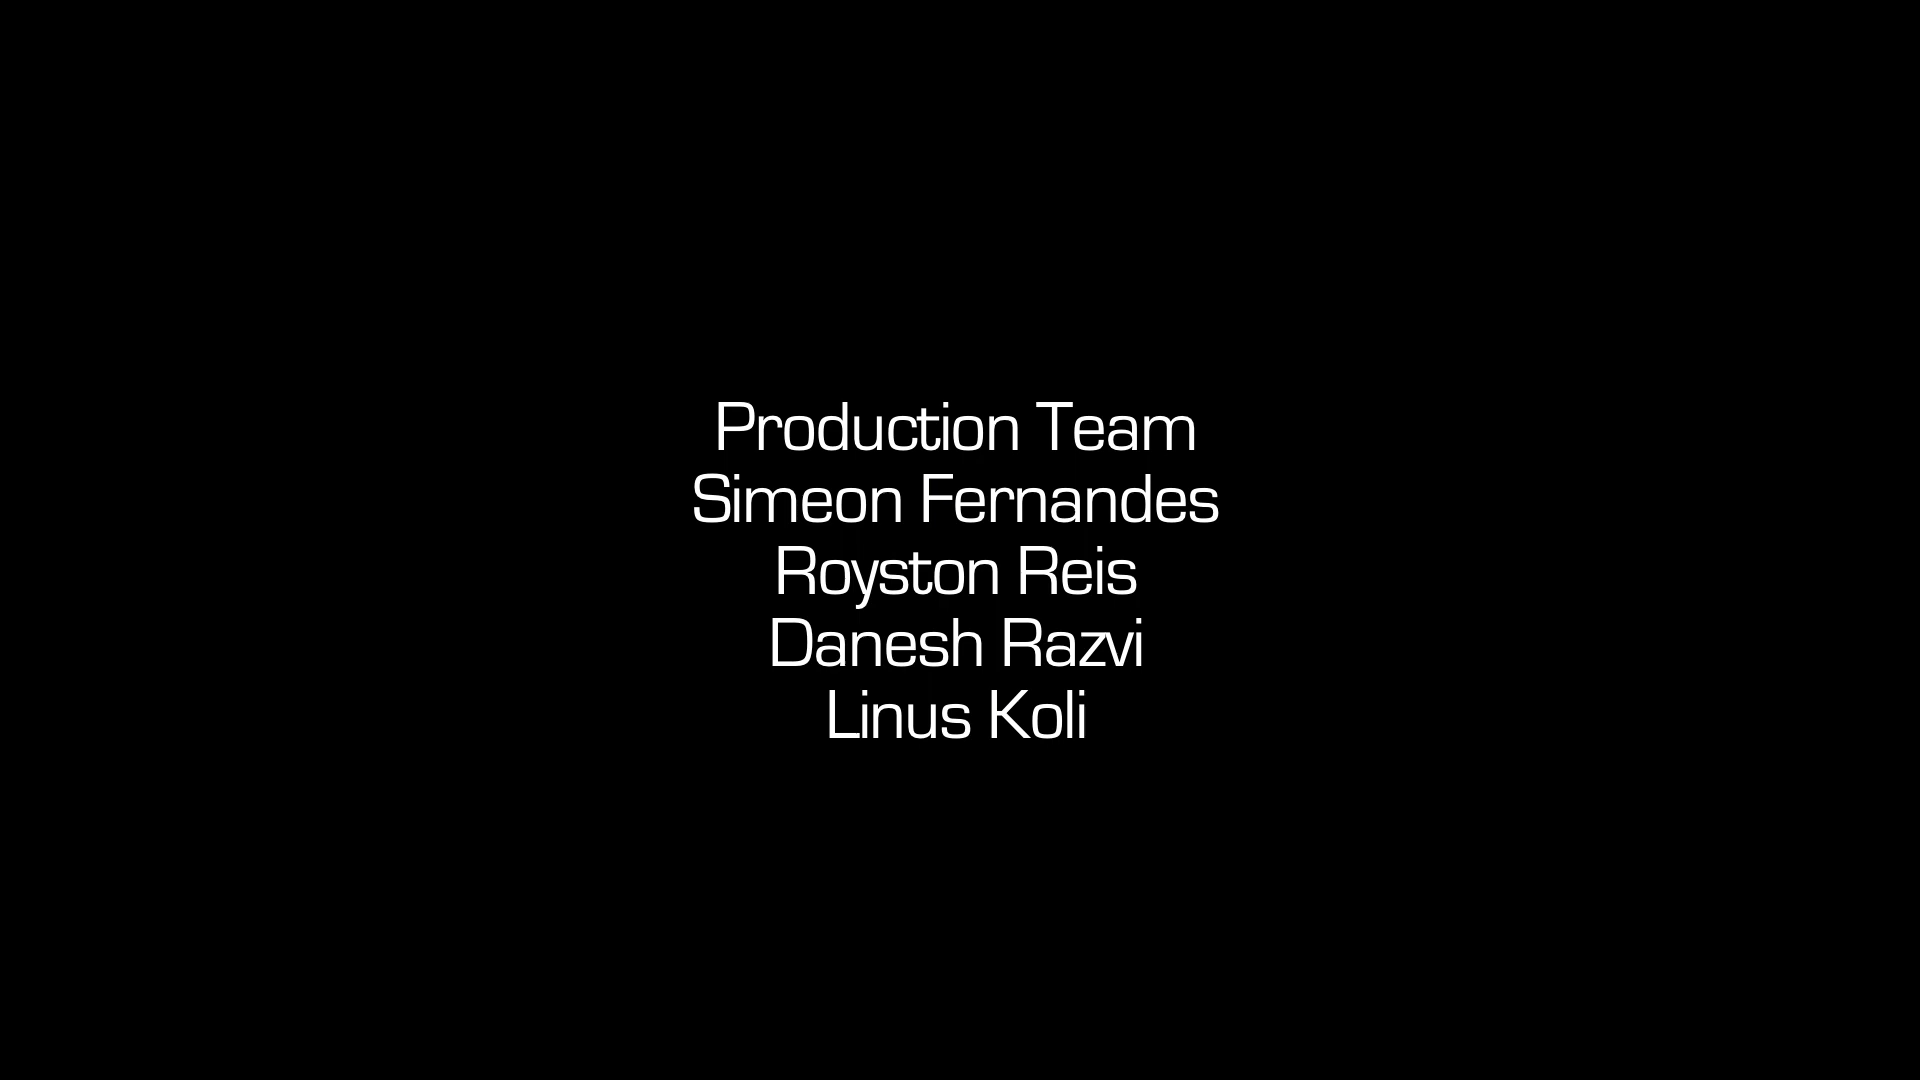 Production Team
Simeon Fernandes
Royston Reis
Danesh Razvi
Linus Koli